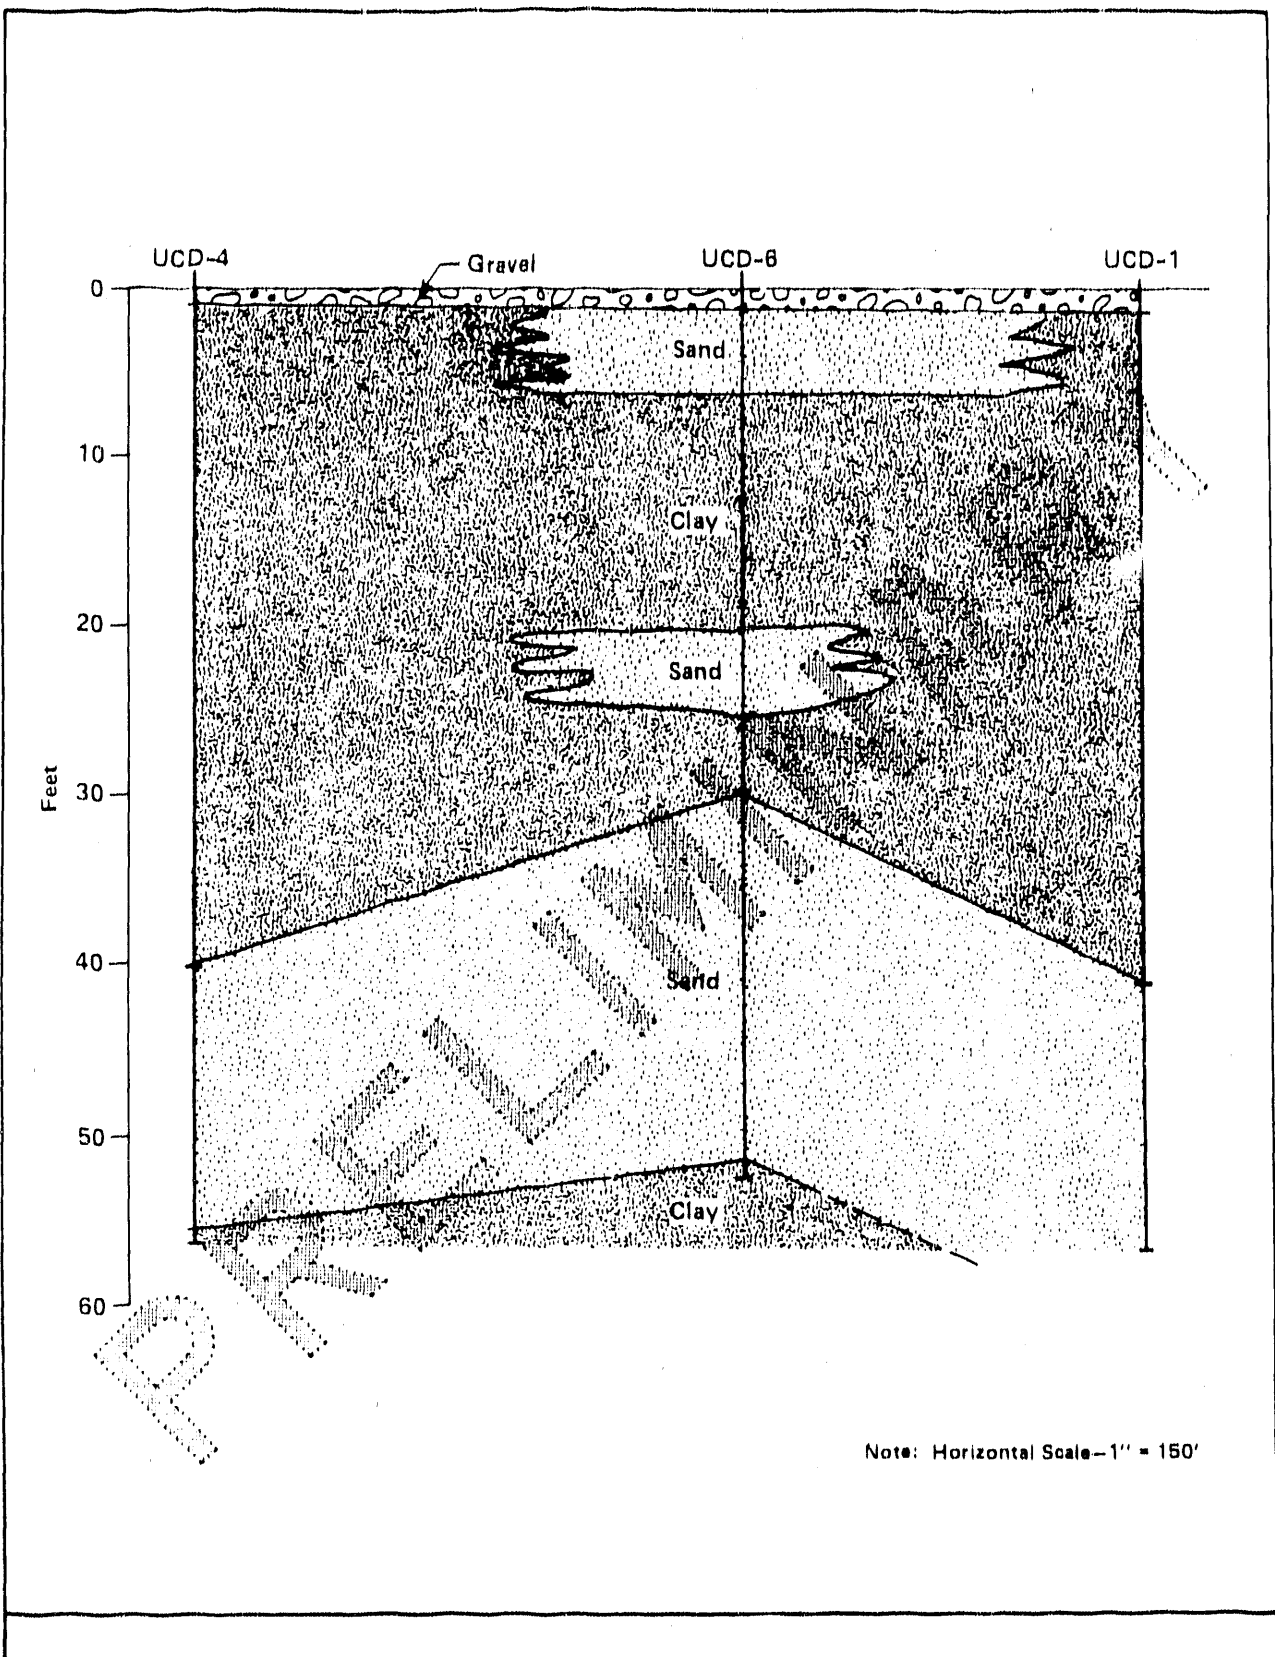 UCD-4
Gravel
UCD-6
UCD-1
0
Sand
10
Clay
20
Sand
Feet
30
40
Sand
50
Clay
60
PRELIMIN
Note: Horizontal Scale–1" = 150'